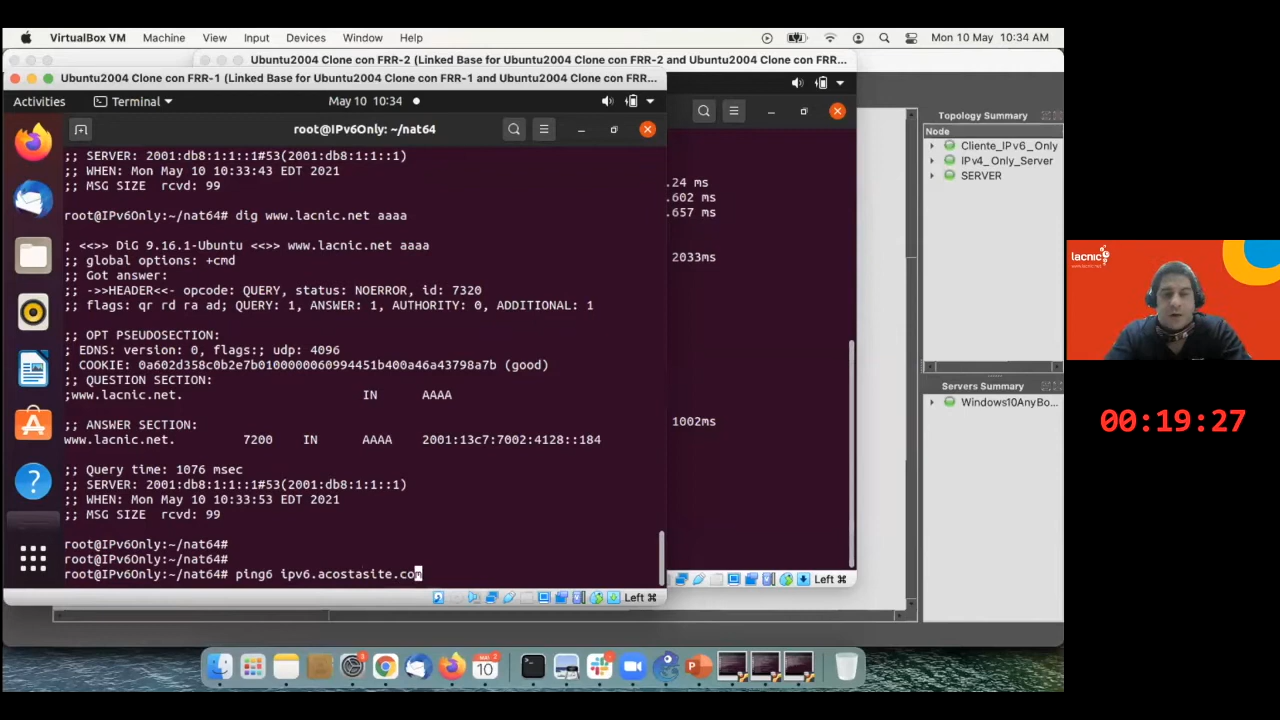 VirtualBox VM Machine View Input Devices Window Help Mon 10 May 10:34 AM
Ubuntu2004 Clone con FRR-2 (Linked Base for Ubuntu2004 Clone con FRR-2 and Ubuntu2004 Clone con FRR...
Ubuntu2004 Clone con FRR-1 (Linked Base for Ubuntu2004 Clone con FRR-1 and Ubuntu2004 Clone con FRR...
Activities Terminal May 10 10:34
root@IPv6Only: ~/nat64
;; SERVER: 2001:db8:1:1::1#53(2001:db8:1:1::1)
;; WHEN: Mon May 10 10:33:43 EDT 2021
;; MSG SIZE rcvd: 99
root@IPv6Only:~/nat64# dig www.lacnic.net aaaa
; <<>> DiG 9.16.1-Ubuntu <<>> www.lacnic.net aaaa
;; global options: +cmd
;; Got answer:
;; ->>HEADER<<- opcode: QUERY, status: NOERROR, id: 7320
;; flags: qr rd ra ad; QUERY: 1, ANSWER: 1, AUTHORITY: 0, ADDITIONAL: 1
;; OPT PSEUDOSECTION:
; EDNS: version: 0, flags:; udp: 4096
; COOKIE: 0a602d358c0b2e7b0100000060994451b400a46a43798a7b (good)
;; QUESTION SECTION:
;www.lacnic.net. IN AAAA
;; ANSWER SECTION:
www.lacnic.net. 7200 IN AAAA 2001:13c7:7002:4128::184
;; Query time: 1076 msec
;; SERVER: 2001:db8:1:1::1#53(2001:db8:1:1::1)
;; WHEN: Mon May 10 10:33:53 EDT 2021
;; MSG SIZE rcvd: 99
root@IPv6Only:~/nat64#
root@IPv6Only:~/nat64#
root@IPv6Only:~/nat64# ping6 ipv6.acostasite.com
Left ⌘
.24 ms
.602 ms
.657 ms
2033ms
1002ms
Left ⌘
Topology Summary
Node
Cliente_IPv6_Only
IPv4_Only_Server
SERVER
Servers Summary
Windows10AnyBo...
lacnic
www.lacnic.net
00:19:27